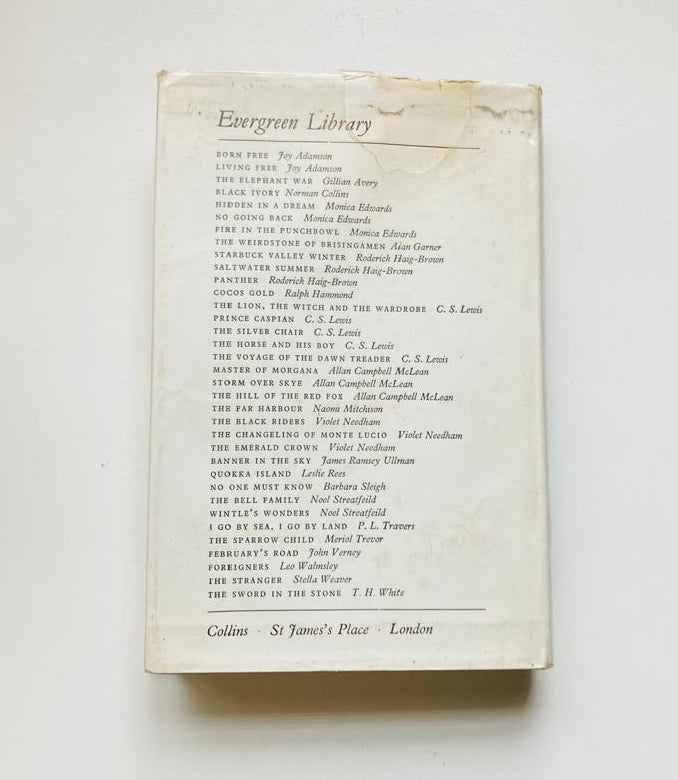 Evergreen Library
BORN FREE Joy Adamson
LIVING FREE Joy Adamson
THE ELEPHANT WAR Gillian Avery
BLACK IVORY Norman Collins
HIDDEN IN A DREAM Monica Edwards
NO GOING BACK Monica Edwards
FIRE IN THE PUNCHBOWL Monica Edwards
THE WEIRDSTONE OF BRISINGAMEN Alan Garner
STARBUCK VALLEY WINTER Roderick Haig-Brown
SALTWATER SUMMER Roderick Haig-Brown
PANTHER Roderick Haig-Brown
COCOS GOLD Ralph Hammond
THE LION, THE WITCH AND THE WARDROBE C. S. Lewis
PRINCE CASPIAN C. S. Lewis
THE SILVER CHAIR C. S. Lewis
THE HORSE AND HIS BOY C. S. Lewis
THE VOYAGE OF THE DAWN TREADER C. S. Lewis
MASTER OF MORGANA Allan Campbell McLean
STORM OVER SKYE Allan Campbell McLean
THE HILL OF THE RED FOX Allan Campbell McLean
THE FAR HARBOUR Naomi Mitchison
THE BLACK RIDERS Violet Needham
THE CHANGELING OF MONTE LUCIO Violet Needham
THE EMERALD CROWN Violet Needham
BANNER IN THE SKY James Ramsey Ullman
QUOKKA ISLAND Leslie Rees
NO ONE MUST KNOW Barbara Sleigh
THE BELL FAMILY Noel Streatfeild
WINTLE'S WONDERS Noel Streatfeild
I GO BY SEA, I GO BY LAND P. L. Travers
THE SPARROW CHILD Meriol Trevor
FEBRUARY'S ROAD John Verney
FOREIGNERS Leo Walmsley
THE STRANGER Stella Weaver
THE SWORD IN THE STONE T. H. White
Collins · St James's Place · London